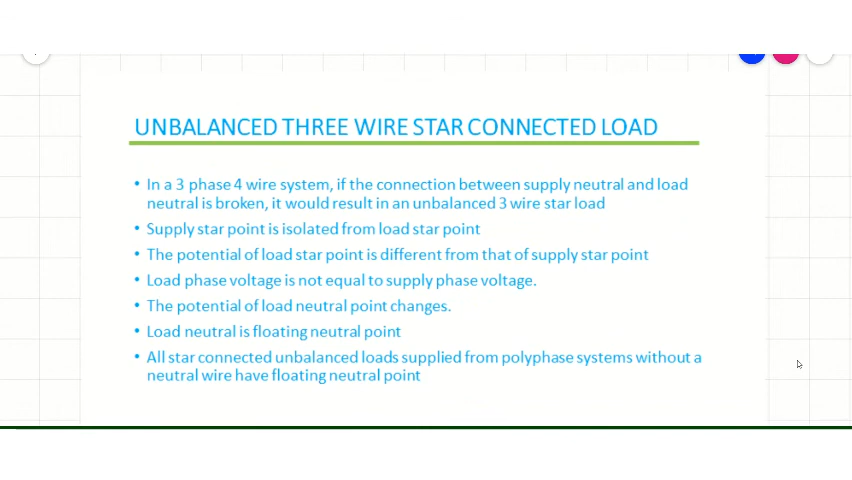 UNBALANCED THREE WIRE STAR CONNECTED LOAD
• In a 3 phase 4 wire system, if the connection between supply neutral and load
neutral is broken, it would result in an unbalanced 3 wire star load
• Supply star point is isolated from load star point
• The potential of load star point is different from that of supply star point
• Load phase voltage is not equal to supply phase voltage.
• The potential of load neutral point changes.
• Load neutral is floating neutral point
• All star connected unbalanced loads supplied from polyphase systems without a
neutral wire have floating neutral point